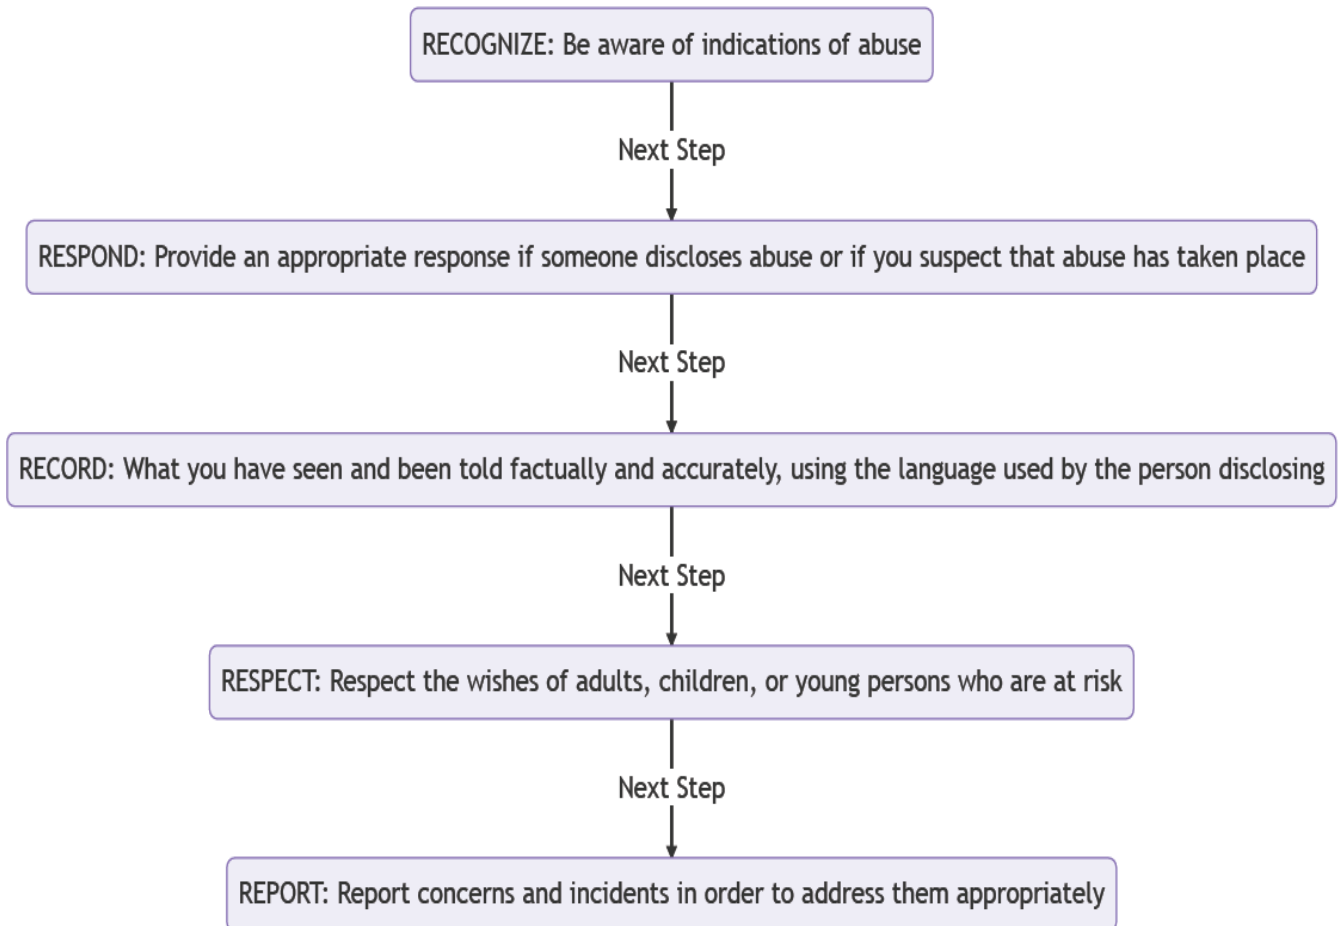 RECOGNIZE: Be aware of indications of abuse
Next Step
RESPOND: Provide an appropriate response if someone discloses abuse or if you suspect that abuse has taken place
Next Step
RECORD: What you have seen and been told factually and accurately, using the language used by the person disclosing
Next Step
RESPECT: Respect the wishes of adults, children, or young persons who are at risk
Next Step
REPORT: Report concerns and incidents in order to address them appropriately